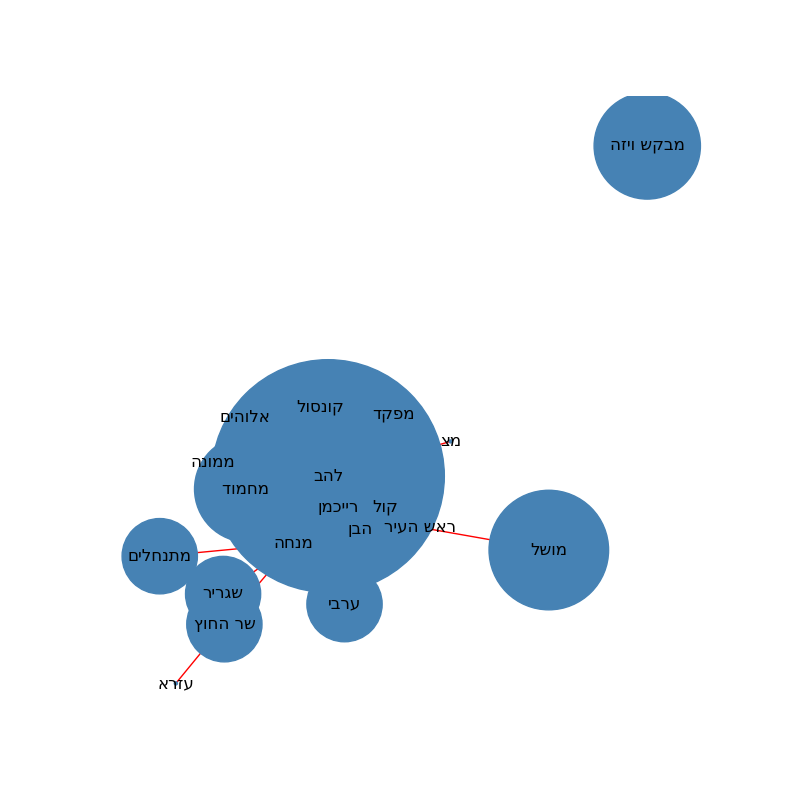 מבקש ויזה
קונסול
מפקד
אלוהים
מצ
ממונה
להב
מחמוד
רייכמן
קול
ראש העיר
הבן
מנחה
מושל
מתנחלים
שגריר
ערבי
שר החוץ
עזרא